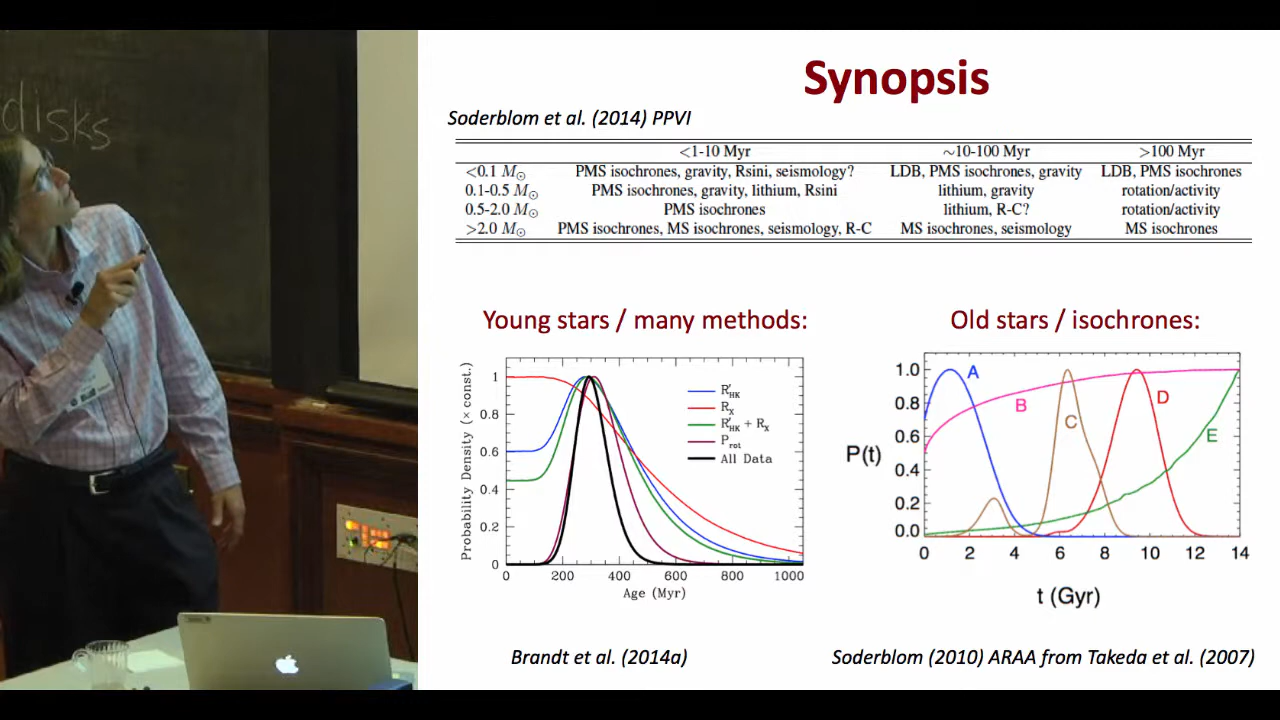 disks
Synopsis
Soderblom et al. (2014) PPVI
<1-10 Myr ~10-100 Myr >100 Myr
<0.1 M☉ PMS isochrones, gravity, Rsini, seismology? LDB, PMS isochrones, gravity LDB, PMS isochrones
0.1-0.5 M☉ PMS isochrones, gravity, lithium, Rsini lithium, gravity rotation/activity
0.5-2.0 M☉ PMS isochrones lithium, R-C? rotation/activity
>2.0 M☉ PMS isochrones, MS isochrones, seismology, R-C MS isochrones, seismology MS isochrones
Young stars / many methods:
Probability Density (× const.)
1
0.8
0.6
0.4
0.2
0
0 200 400 600 800 1000
Age (Myr)
R'HK
RX
R'HK + RX
Prot
All Data
Brandt et al. (2014a)
Old stars / isochrones:
P(t)
1.0
0.8
0.6
0.4
0.2
0.0
A
B
C
D
E
0 2 4 6 8 10 12 14
t (Gyr)
Soderblom (2010) ARAA from Takeda et al. (2007)